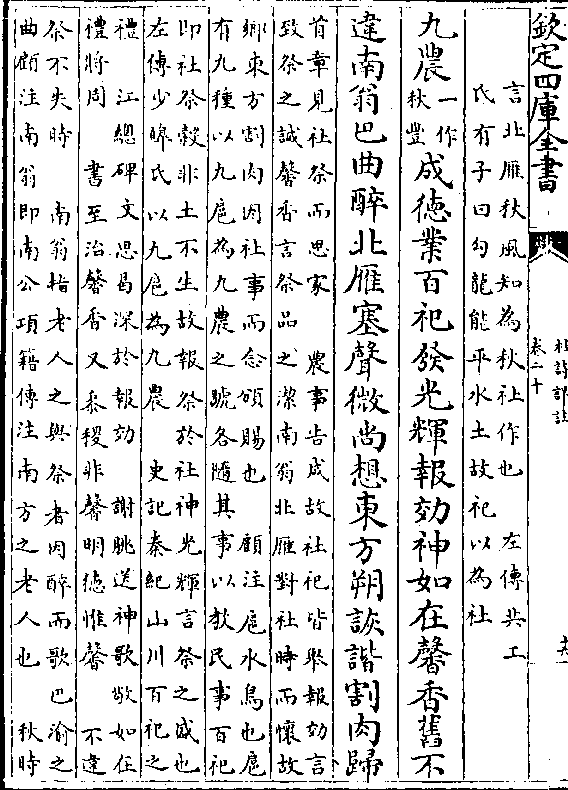 欽定四庫全書
杜詩詳註
卷二十
言北雁秋風知為秋社作也 左傳共工
氏有子曰勾龍能平水土故祀以為社
九農一作秋豐成德業百祀發光輝報効神如在馨香舊不
違南翁巴曲醉北雁塞聲微尚想東方朔詼諧割肉歸
首章見社祭而思家 農事告成故社祀皆舉報効言
致祭之誠馨香言祭品之潔南翁北雁對社時而懷故
鄉東方割肉因社事而念頒賜也 顧注扈水鳥也扈
有九種以九扈為九農之號各隨其事以教民事百祀
即社祭穀非土不生故報祭於社神光輝言祭之盛也
左傳少皥氏以九扈為九農 史記秦紀山川百祀之
禮 江總碑文思曷深於報効 謝朓送神歌敬如在
禮將周 書至治馨香又黍稷非馨明德惟馨 不違
祭不失時 南翁指老人之與祭者因醉而歌巴渝之
曲顧注南翁即南公項籍傳注南方之老人也 秋時